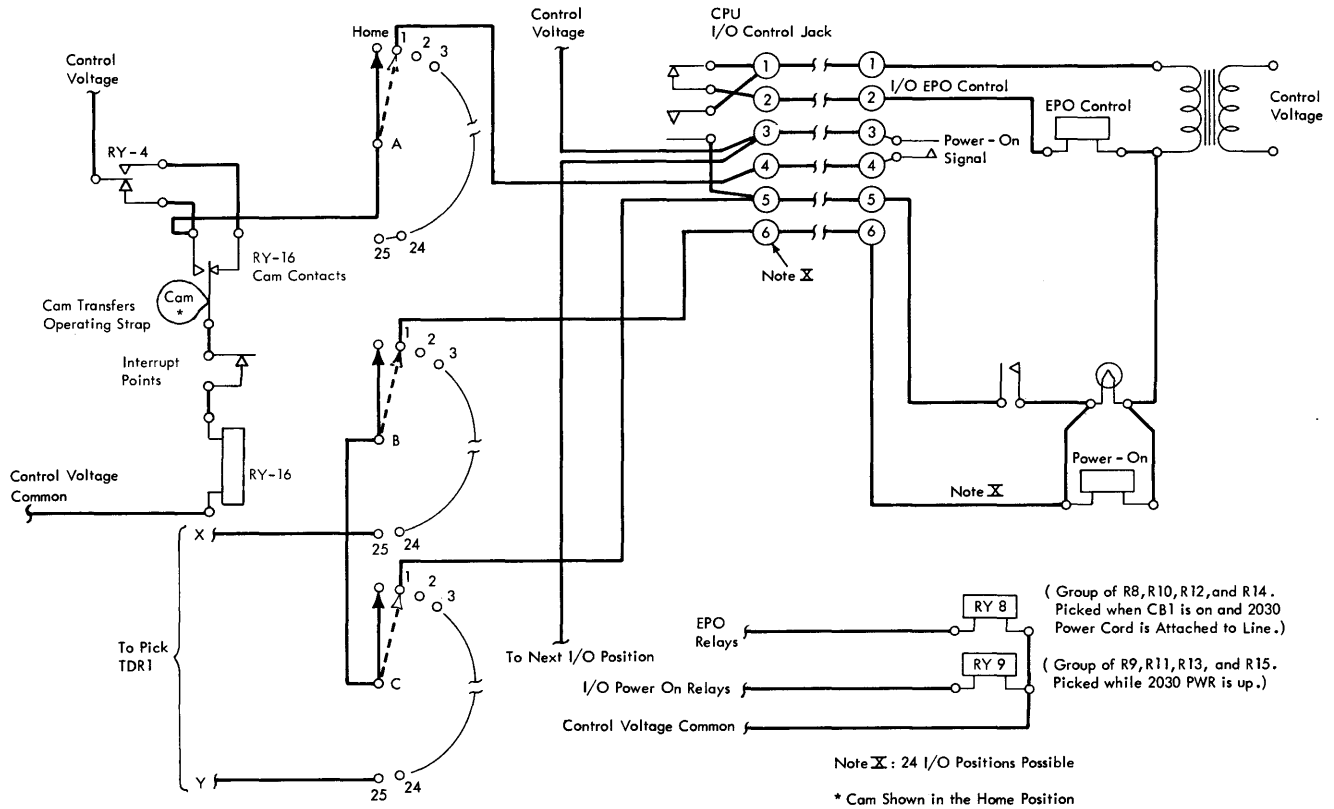 Control
Voltage
RY-4
RY-16
Cam Contacts
Cam
*
Cam Transfers
Operating Strap
Interrupt
Points
RY-16
Control Voltage
Common
X
To Pick
TDR1
Y
Home
1
2
3
A
25
24
1
2
3
B
25
24
1
2
3
C
25
24
Control
Voltage
To Next I/O Position
CPU
I/O Control Jack
1
1
2
2
3
3
4
4
5
5
6
6
Note X
I/O EPO Control
EPO Control
Control
Voltage
Power-On
Signal
Power-On
Note X
EPO
Relays
RY 8
( Group of R8, R10, R12, and R14.
Picked when CB1 is on and 2030
Power Cord is Attached to Line.)
I/O Power On Relays
RY 9
( Group of R9, R11, R13, and R15.
Picked while 2030 PWR is up.)
Control Voltage Common
Note X : 24 I/O Positions Possible
* Cam Shown in the Home Position